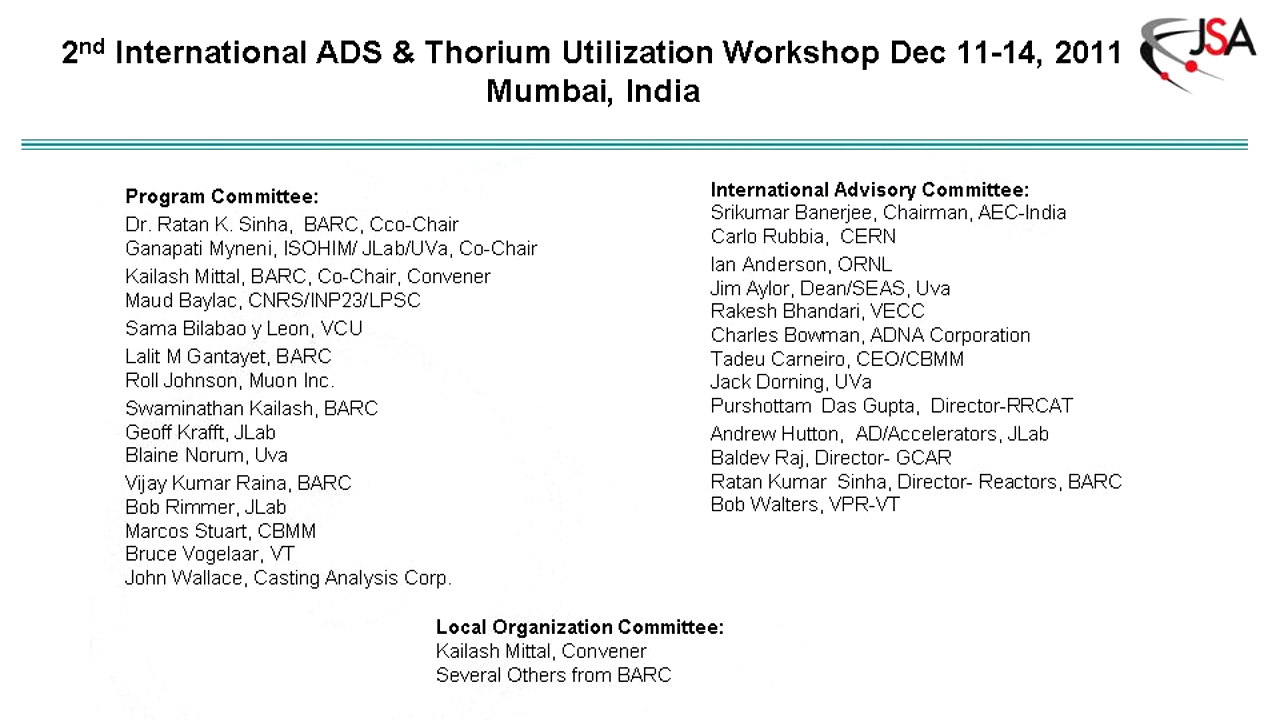 2nd International ADS & Thorium Utilization Workshop Dec 11-14, 2011
Mumbai, India
JSA
Program Committee:
Dr. Ratan K. Sinha, BARC, Cco-Chair
Ganapati Myneni, ISOHIM/ JLab/UVa, Co-Chair
Kailash Mittal, BARC, Co-Chair, Convener
Maud Baylac, CNRS/INP23/LPSC
Sama Bilabao y Leon, VCU
Lalit M Gantayet, BARC
Roll Johnson, Muon Inc.
Swaminathan Kailash, BARC
Geoff Krafft, JLab
Blaine Norum, Uva
Vijay Kumar Raina, BARC
Bob Rimmer, JLab
Marcos Stuart, CBMM
Bruce Vogelaar, VT
John Wallace, Casting Analysis Corp.
International Advisory Committee:
Srikumar Banerjee, Chairman, AEC-India
Carlo Rubbia, CERN
Ian Anderson, ORNL
Jim Aylor, Dean/SEAS, Uva
Rakesh Bhandari, VECC
Charles Bowman, ADNA Corporation
Tadeu Carneiro, CEO/CBMM
Jack Dorning, UVa
Purshottam Das Gupta, Director-RRCAT
Andrew Hutton, AD/Accelerators, JLab
Baldev Raj, Director- GCAR
Ratan Kumar Sinha, Director- Reactors, BARC
Bob Walters, VPR-VT
Local Organization Committee:
Kailash Mittal, Convener
Several Others from BARC